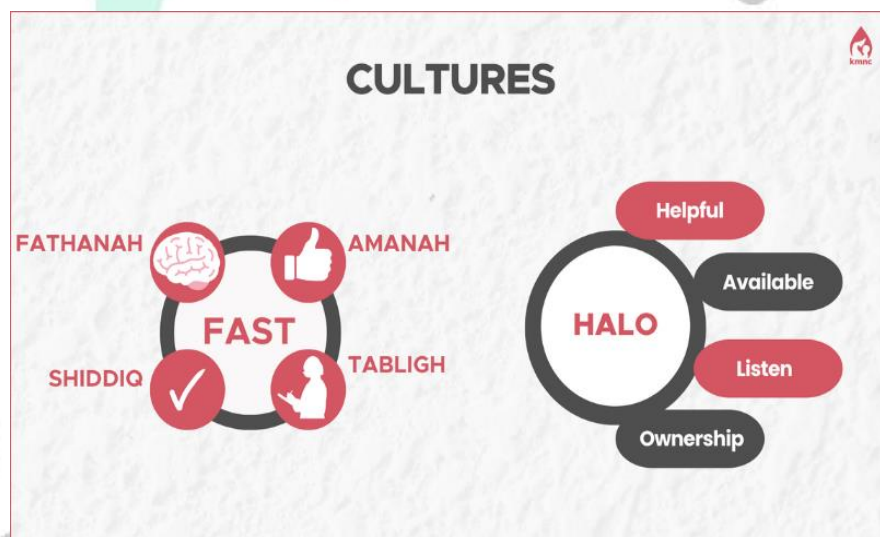 kmnc
CULTURES
FATHANAH
AMANAH
FAST
SHIDDIQ
TABLIGH
Helpful
Available
HALO
Listen
Ownership